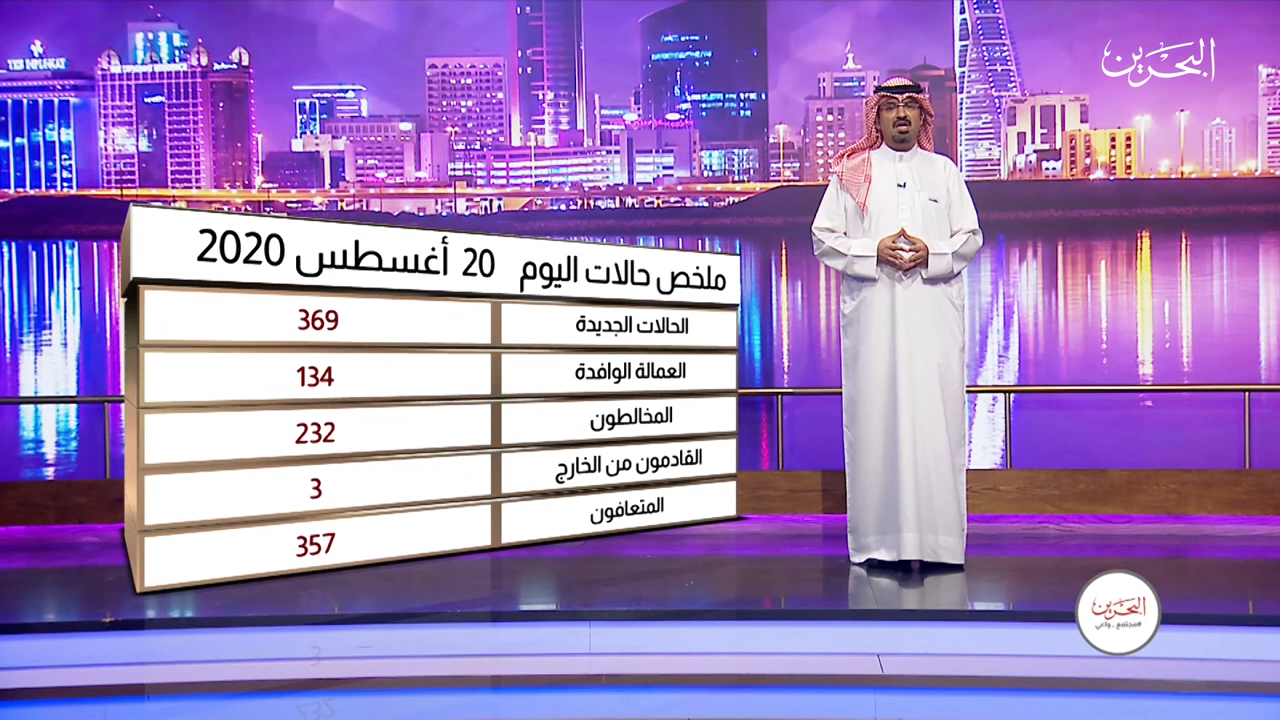 البحرين
ملخص حالات اليوم 20 أغسطس 2020
الحالات الجديدة 369
العمالة الوافدة 134
المخالطون 232
القادمون من الخارج 3
المتعافون 357
البحرين
#مجتمع_واعي